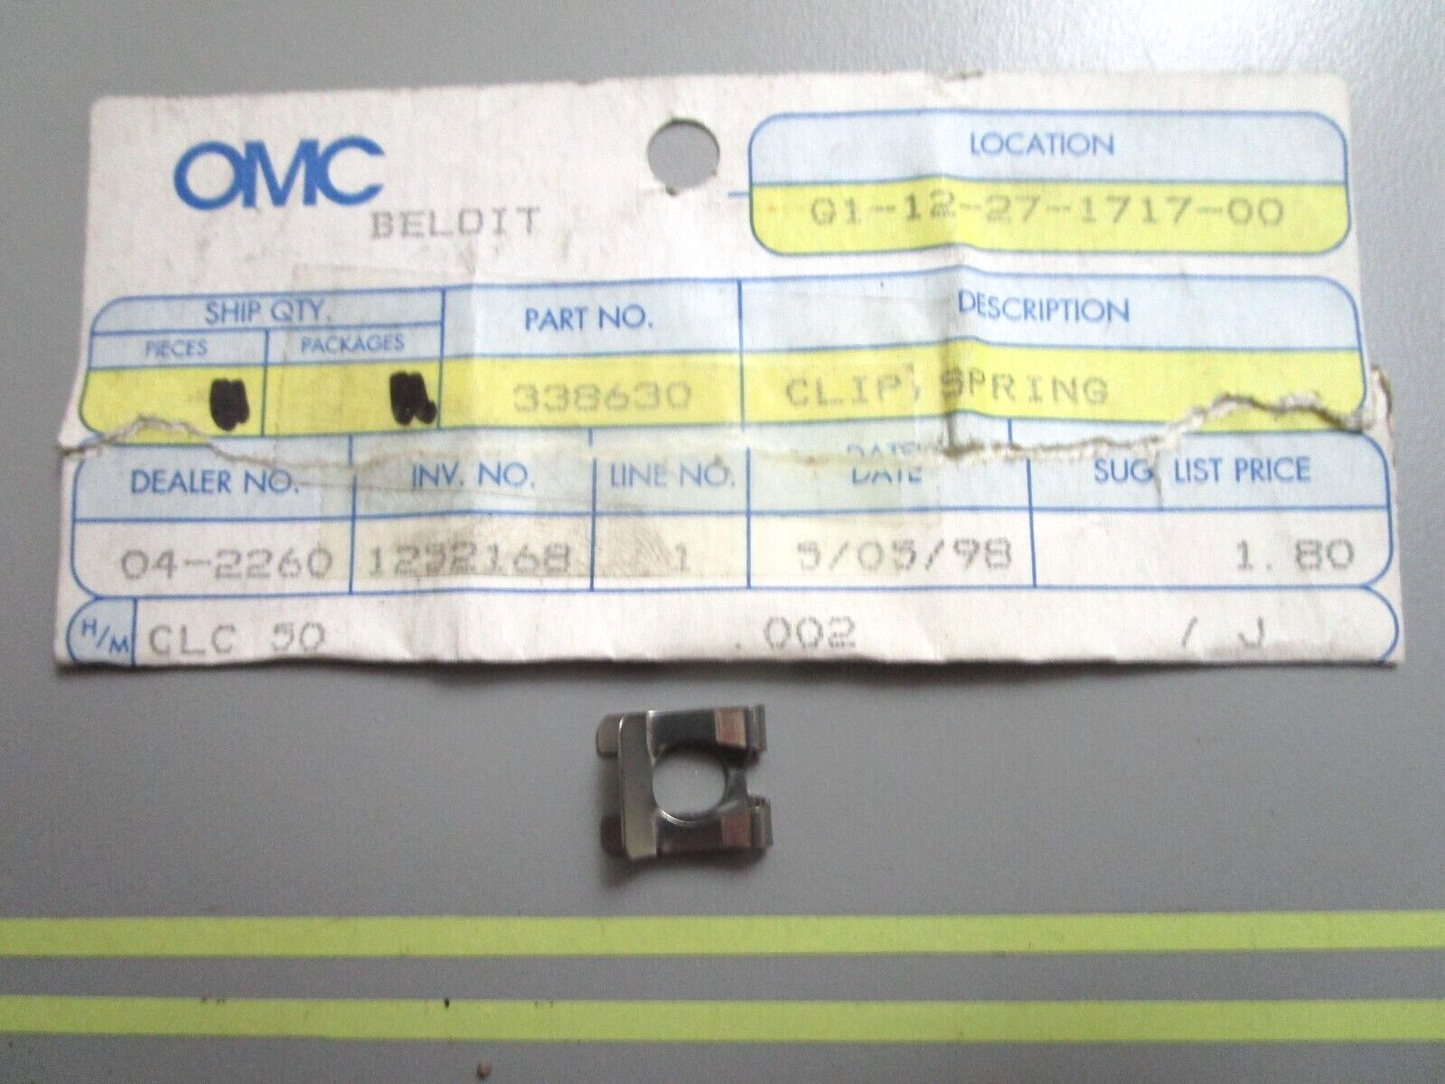 OMC
BELOIT
LOCATION
G1-12-27-1717-00
SHIP QTY.
PIECES PACKAGES
PART NO.
DESCRIPTION
338630 CLIP, SPRING
DEALER NO. INV. NO. LINE NO. DATE SUG. LIST PRICE
04-2260 1232168 1 5/05/98 1.80
H/M CLC 50 .002 / J